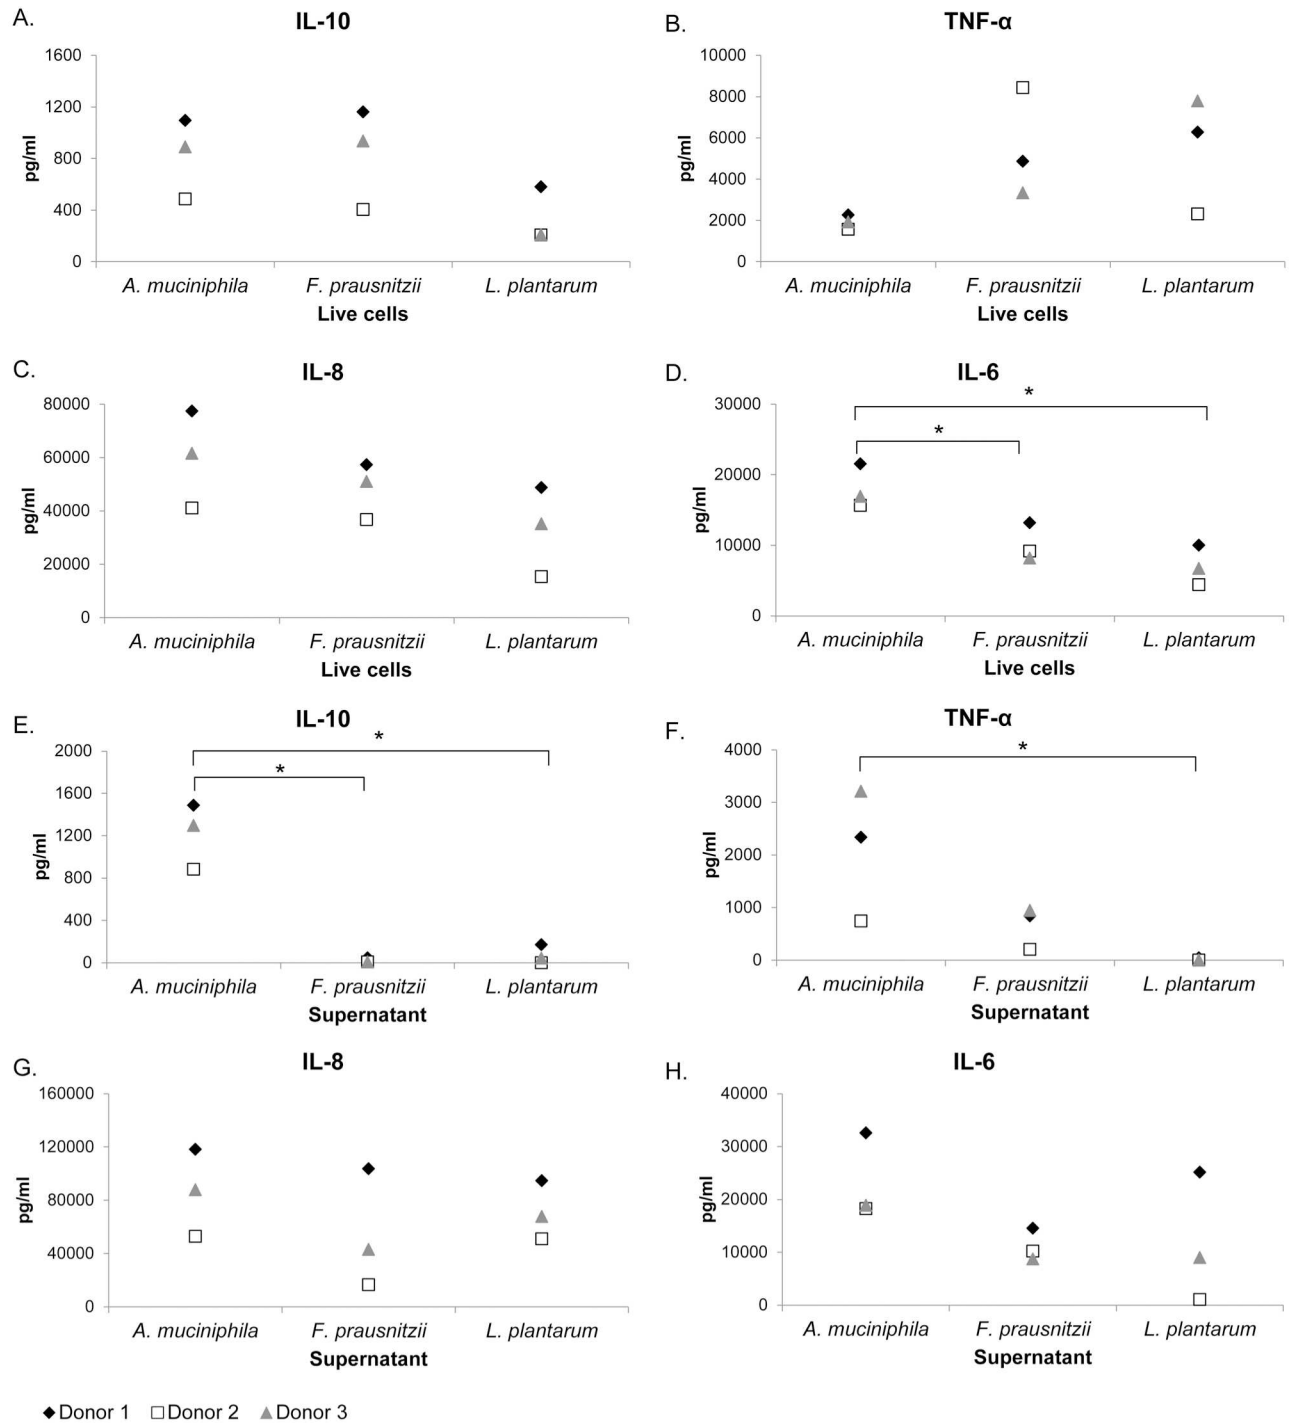 A.
IL-10
1600
1200
800
400
0
pg/ml
A. muciniphila F. prausnitzii L. plantarum
Live cells
B.
TNF-α
10000
8000
6000
4000
2000
0
pg/ml
A. muciniphila F. prausnitzii L. plantarum
Live cells
C.
IL-8
80000
60000
40000
20000
0
pg/ml
A. muciniphila F. prausnitzii L. plantarum
Live cells
D.
IL-6
30000
20000
10000
0
pg/ml
*
*
A. muciniphila F. prausnitzii L. plantarum
Live cells
E.
IL-10
2000
1600
1200
800
400
0
pg/ml
*
*
A. muciniphila F. prausnitzii L. plantarum
Supernatant
F.
TNF-α
4000
3000
2000
1000
0
pg/ml
*
A. muciniphila F. prausnitzii L. plantarum
Supernatant
G.
IL-8
160000
120000
80000
40000
0
pg/ml
A. muciniphila F. prausnitzii L. plantarum
Supernatant
H.
IL-6
40000
30000
20000
10000
0
pg/ml
A. muciniphila F. prausnitzii L. plantarum
Supernatant
Donor 1 Donor 2 Donor 3